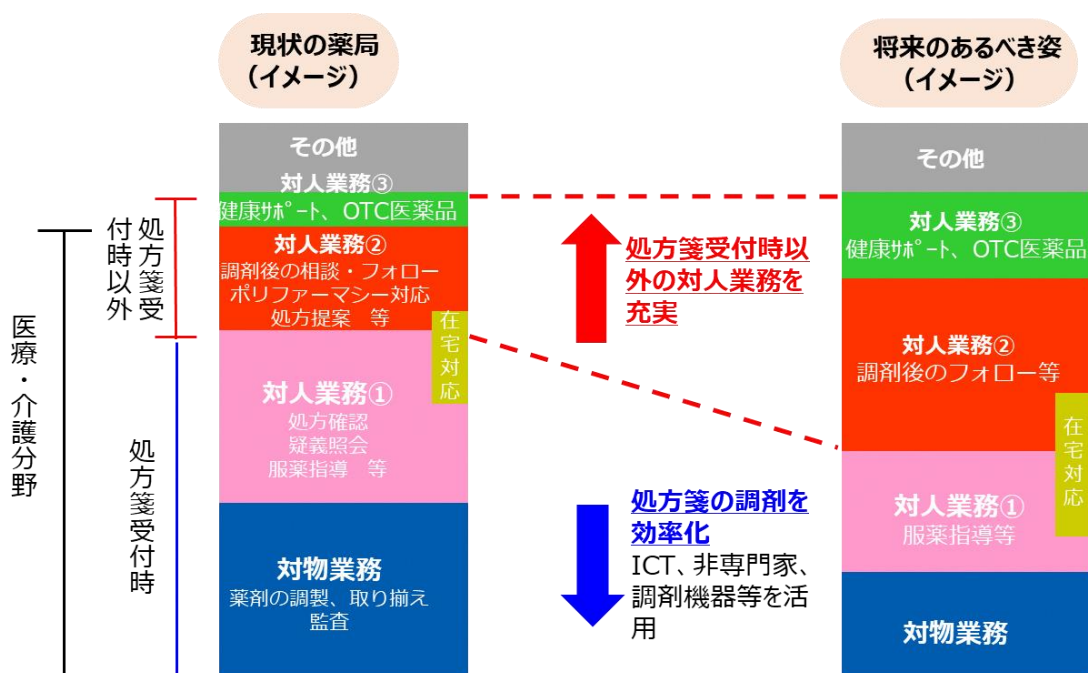 現状の薬局
（イメージ）
将来のあるべき姿
（イメージ）
その他
対人業務③
健康ｻﾎﾟｰﾄ、OTC医薬品
対人業務②
調剤後の相談・フォロー
ポリファーマシー対応
処方提案　等
在宅対応
対人業務①
処方確認
疑義照会
服薬指導　等
対物業務
薬剤の調製、取り揃え
監査
処方箋受
付時以外
医療・介護分野
処方箋受付時
処方箋受付時以
外の対人業務を
充実
処方箋の調剤を
効率化
ICT、非専門家、
調剤機器等を活
用
その他
対人業務③
健康ｻﾎﾟｰﾄ、OTC医薬品
対人業務②
調剤後のフォロー等
在宅対応
対人業務①
服薬指導等
対物業務